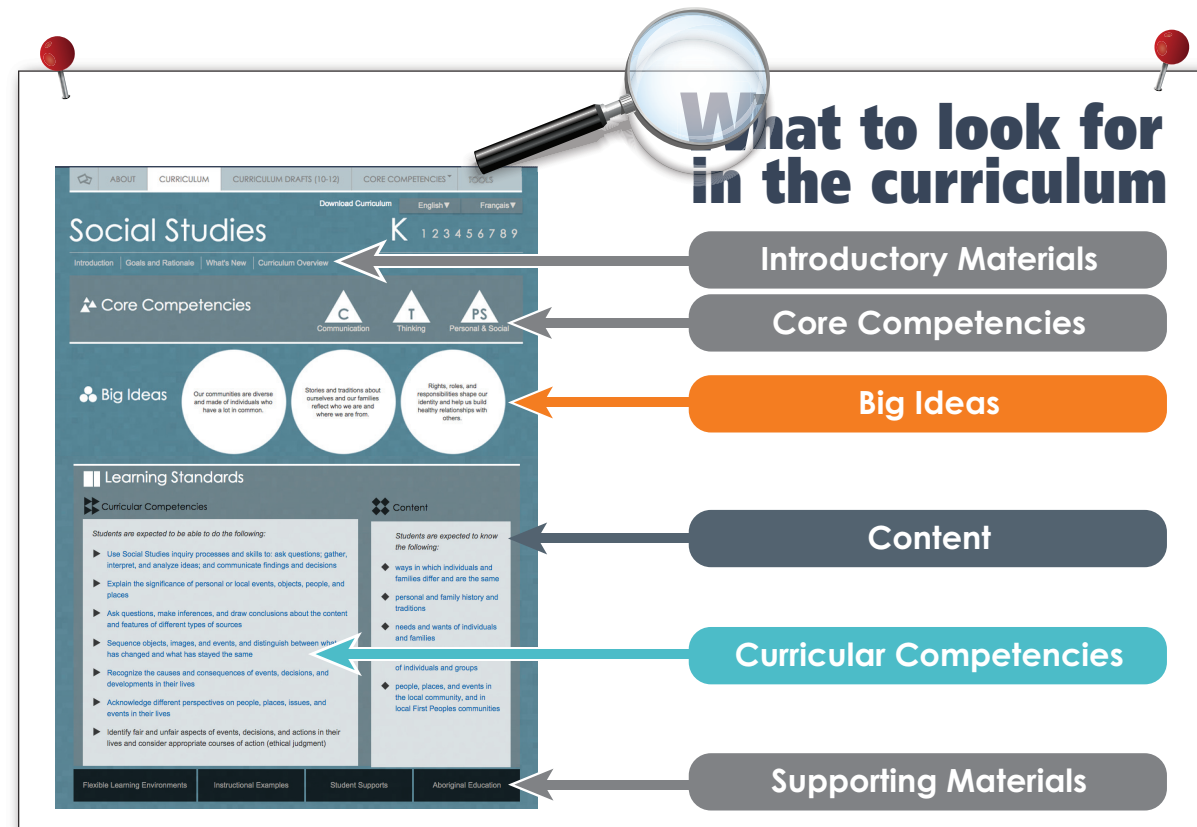 What to look for
in the curriculum
ABOUT CURRICULUM CURRICULUM DRAFTS (10-12) CORE COMPETENCIES TOOLS
Download Curriculum English▼ Français▼
Social Studies K 1 2 3 4 5 6 7 8 9
Introduction | Goals and Rationale | What's New | Curriculum Overview
Introductory Materials
Core Competencies
C T PS
Communication Thinking Personal & Social
Core Competencies
Big Ideas
Our communities are diverse
and made of individuals who
have a lot in common.
Stories and traditions about
ourselves and our families
reflect who we are and
where we are from.
Rights, roles, and
responsibilities shape our
identity and help us build
healthy relationships with
others.
Big Ideas
Learning Standards
Curricular Competencies
Students are expected to be able to do the following:
Use Social Studies inquiry processes and skills to: ask questions; gather,
interpret, and analyze ideas; and communicate findings and decisions
Explain the significance of personal or local events, objects, people, and
places
Ask questions, make inferences, and draw conclusions about the content
and features of different types of sources
Sequence objects, images, and events, and distinguish between what
has changed and what has stayed the same
Recognize the causes and consequences of events, decisions, and
developments in their lives
Acknowledge different perspectives on people, places, issues, and
events in their lives
Identify fair and unfair aspects of events, decisions, and actions in their
lives and consider appropriate courses of action (ethical judgment)
Content
Students are expected to know
the following:
ways in which individuals and
families differ and are the same
personal and family history and
traditions
needs and wants of individuals
and families
of individuals and groups
people, places, and events in
the local community, and in
local First Peoples communities
Content
Curricular Competencies
Flexible Learning Environments Instructional Examples Student Supports Aboriginal Education
Supporting Materials